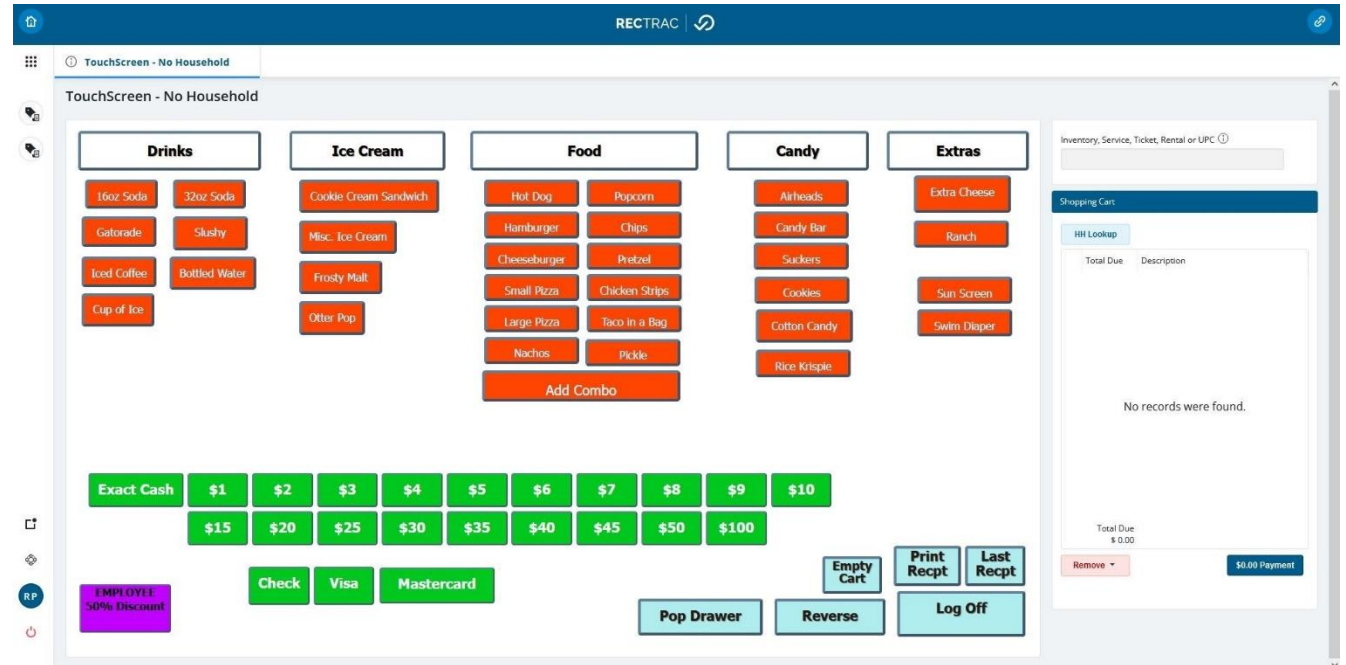 RECTRAC
TouchScreen - No Household
TouchScreen - No Household
Drinks
Ice Cream
Food
Candy
Extras
16oz Soda
32oz Soda
Gatorade
Slushy
Iced Coffee
Bottled Water
Cup of Ice
Cookie Cream Sandwich
Misc. Ice Cream
Frosty Malt
Otter Pop
Hot Dog
Popcorn
Hamburger
Chips
Cheeseburger
Pretzel
Small Pizza
Chicken Strips
Large Pizza
Taco in a Bag
Nachos
Pickle
Add Combo
Airheads
Candy Bar
Suckers
Cookies
Cotton Candy
Rice Krispie
Extra Cheese
Ranch
Sun Screen
Swim Diaper
Exact Cash
$1
$2
$3
$4
$5
$6
$7
$8
$9
$10
$15
$20
$25
$30
$35
$40
$45
$50
$100
EMPLOYEE
50% Discount
Check
Visa
Mastercard
Empty
Cart
Print
Recpt
Last
Recpt
Pop Drawer
Reverse
Log Off
Inventory, Service, Ticket, Rental or UPC
Shopping Cart
HH Lookup
Total Due Description
No records were found.
Total Due
$ 0.00
Remove
$0.00 Payment
RP